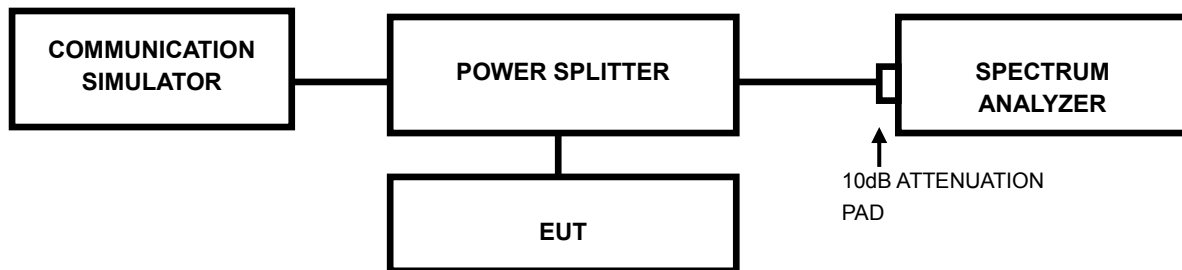 COMMUNICATION
SIMULATOR
POWER SPLITTER
SPECTRUM
ANALYZER
10dB ATTENUATION
PAD
EUT